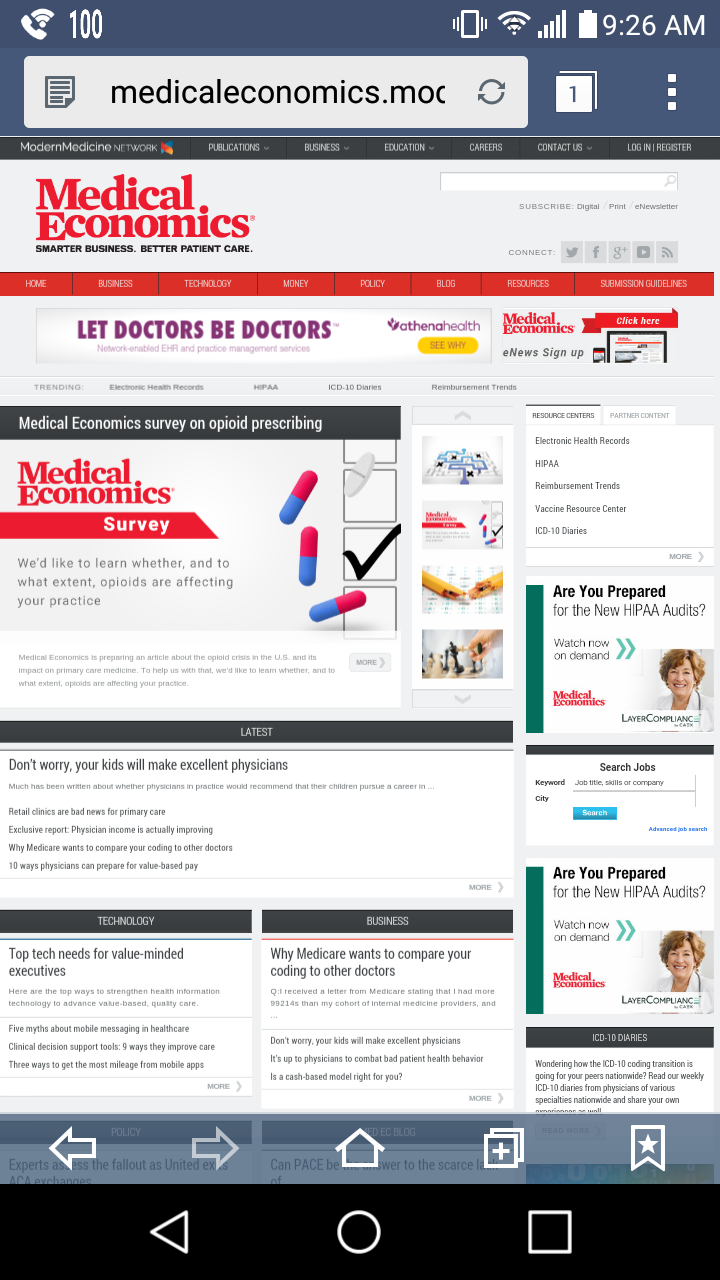 100
9:26 AM
medicaleconomics.moc
1
ModernMedicine NETWORK
PUBLICATIONS
BUSINESS
EDUCATION
CAREERS
CONTACT US
LOG IN | REGISTER
Medical
Economics®
SMARTER BUSINESS. BETTER PATIENT CARE.
SUBSCRIBE: Digital / Print / eNewsletter
CONNECT:
HOME
BUSINESS
TECHNOLOGY
MONEY
POLICY
BLOG
RESOURCES
SUBMISSION GUIDELINES
LET DOCTORS BE DOCTORS™
Network-enabled EHR and practice management services
athenahealth
SEE WHY
Medical
Economics
Click here
eNews Sign up
TRENDING:
Electronic Health Records
HIPAA
ICD-10 Diaries
Reimbursement Trends
Medical Economics survey on opioid prescribing
Medical
Economics
Survey
We'd like to learn whether, and to
what extent, opioids are affecting
your practice
Medical Economics is preparing an article about the opioid crisis in the U.S. and its
impact on primary care medicine. To help us with that, we'd like to learn whether, and to
what extent, opioids are affecting your practice.
MORE
RESOURCE CENTERS
PARTNER CONTENT
Electronic Health Records
HIPAA
Reimbursement Trends
Vaccine Resource Center
ICD-10 Diaries
MORE
Are You Prepared
for the New HIPAA Audits?
Watch now
on demand
Medical
Economics
LAYERCOMPLIANCE
LATEST
Don't worry, your kids will make excellent physicians
Much has been written about whether physicians in practice would recommend that their children pursue a career in ...
Retail clinics are bad news for primary care
Exclusive report: Physician income is actually improving
Why Medicare wants to compare your coding to other doctors
10 ways physicians can prepare for value-based pay
MORE
Search Jobs
Keyword
Job title, skills or company
City
Search
Advanced job search
Are You Prepared
for the New HIPAA Audits?
Watch now
on demand
Medical
Economics
LAYERCOMPLIANCE
TECHNOLOGY
Top tech needs for value-minded
executives
Here are the top ways to strengthen health information
technology to advance value-based, quality care.
Five myths about mobile messaging in healthcare
Clinical decision support tools: 9 ways they improve care
Three ways to get the most mileage from mobile apps
MORE
BUSINESS
Why Medicare wants to compare your
coding to other doctors
Q:I received a letter from Medicare stating that I had more
99214s than my cohort of internal medicine providers, and
...
Don't worry, your kids will make excellent physicians
It's up to physicians to combat bad patient health behavior
Is a cash-based model right for you?
MORE
ICD-10 DIARIES
Wondering how the ICD-10 coding transition is
going for your peers nationwide? Read our weekly
ICD-10 diaries from physicians of various
specialties nationwide and share your own
experiences as well.
READ MORE
POLICY
Experts assess the fallout as United exits
ACA exchanges
MED EC BLOG
Can PACE be the answer to the scarce lack
of